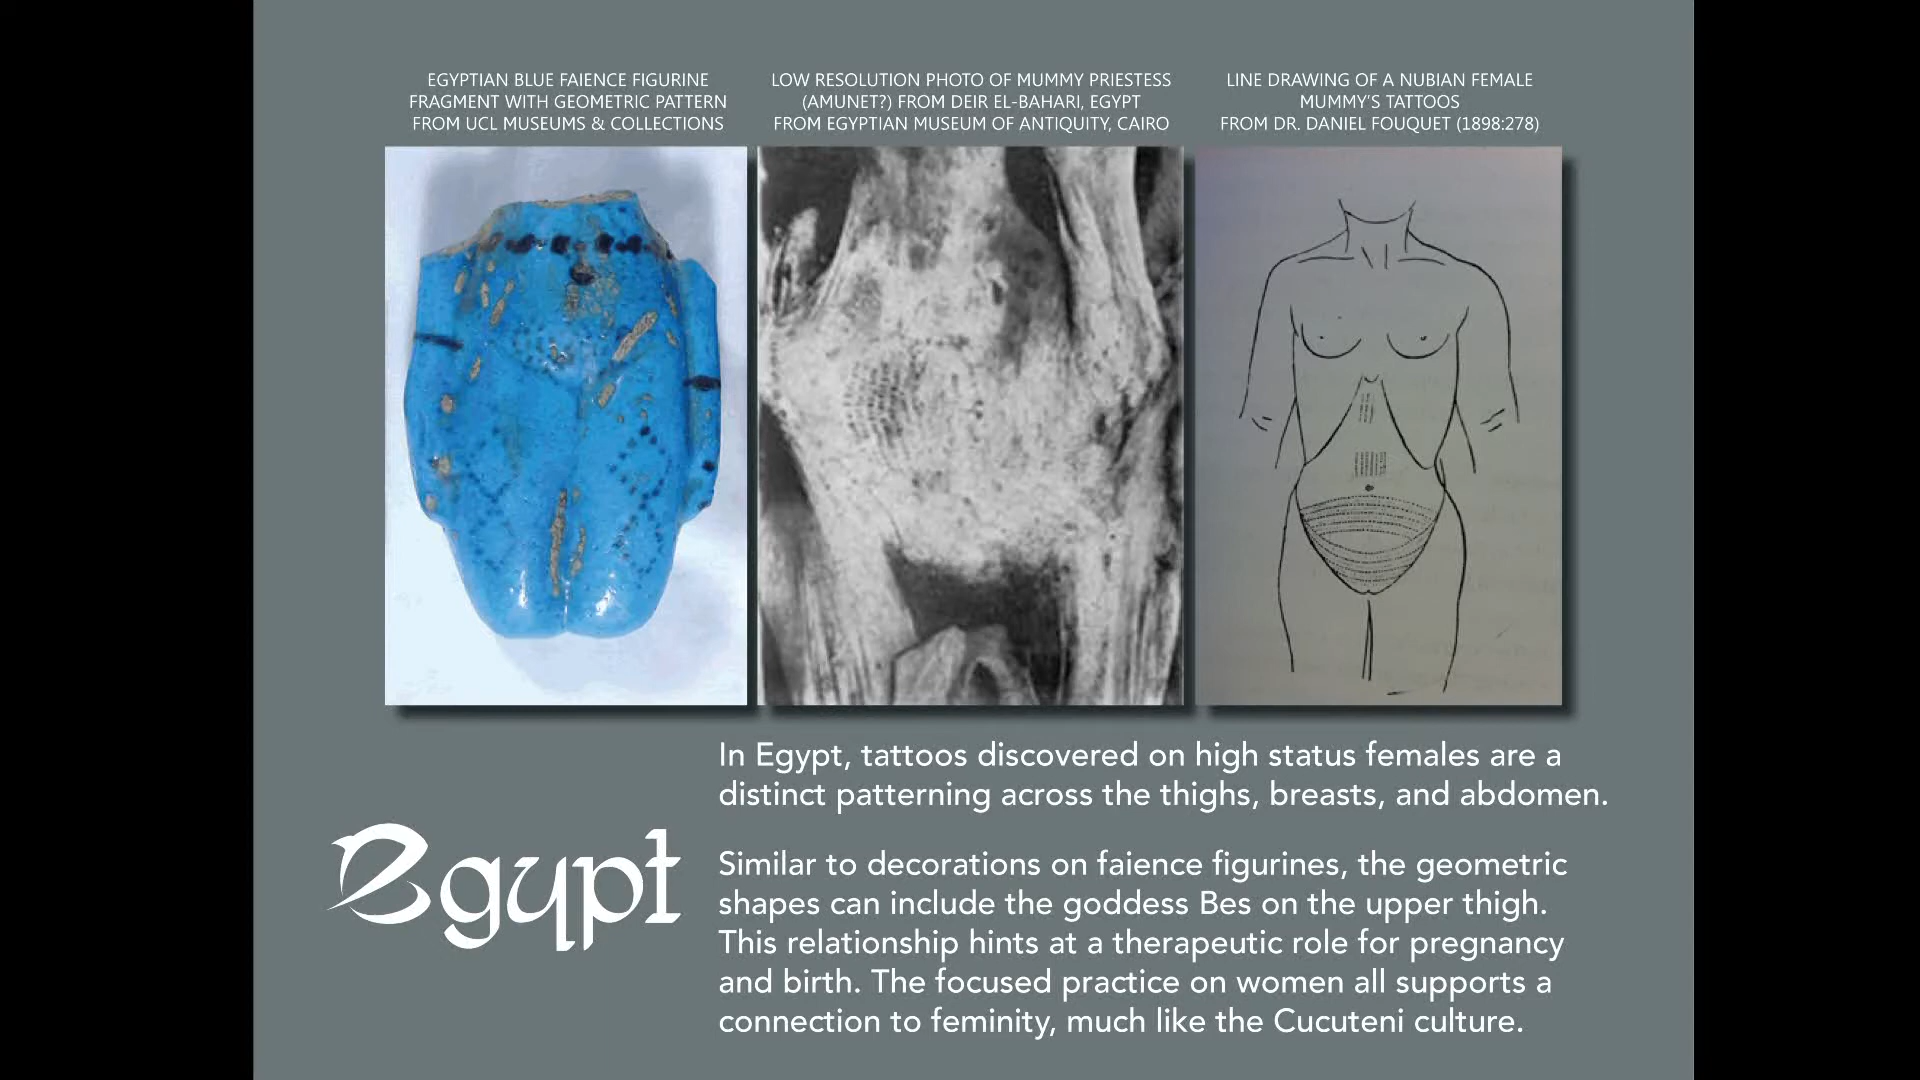 EGYPTIAN BLUE FAIENCE FIGURINE
FRAGMENT WITH GEOMETRIC PATTERN
FROM UCL MUSEUMS & COLLECTIONS
LOW RESOLUTION PHOTO OF MUMMY PRIESTESS
(AMUNET?) FROM DEIR EL-BAHARI, EGYPT
FROM EGYPTIAN MUSEUM OF ANTIQUITY, CAIRO
LINE DRAWING OF A NUBIAN FEMALE
MUMMY'S TATTOOS
FROM DR. DANIEL FOUQUET (1898:278)
Egypt
In Egypt, tattoos discovered on high status females are a
distinct patterning across the thighs, breasts, and abdomen.
Similar to decorations on faience figurines, the geometric
shapes can include the goddess Bes on the upper thigh.
This relationship hints at a therapeutic role for pregnancy
and birth. The focused practice on women all supports a
connection to feminity, much like the Cucuteni culture.